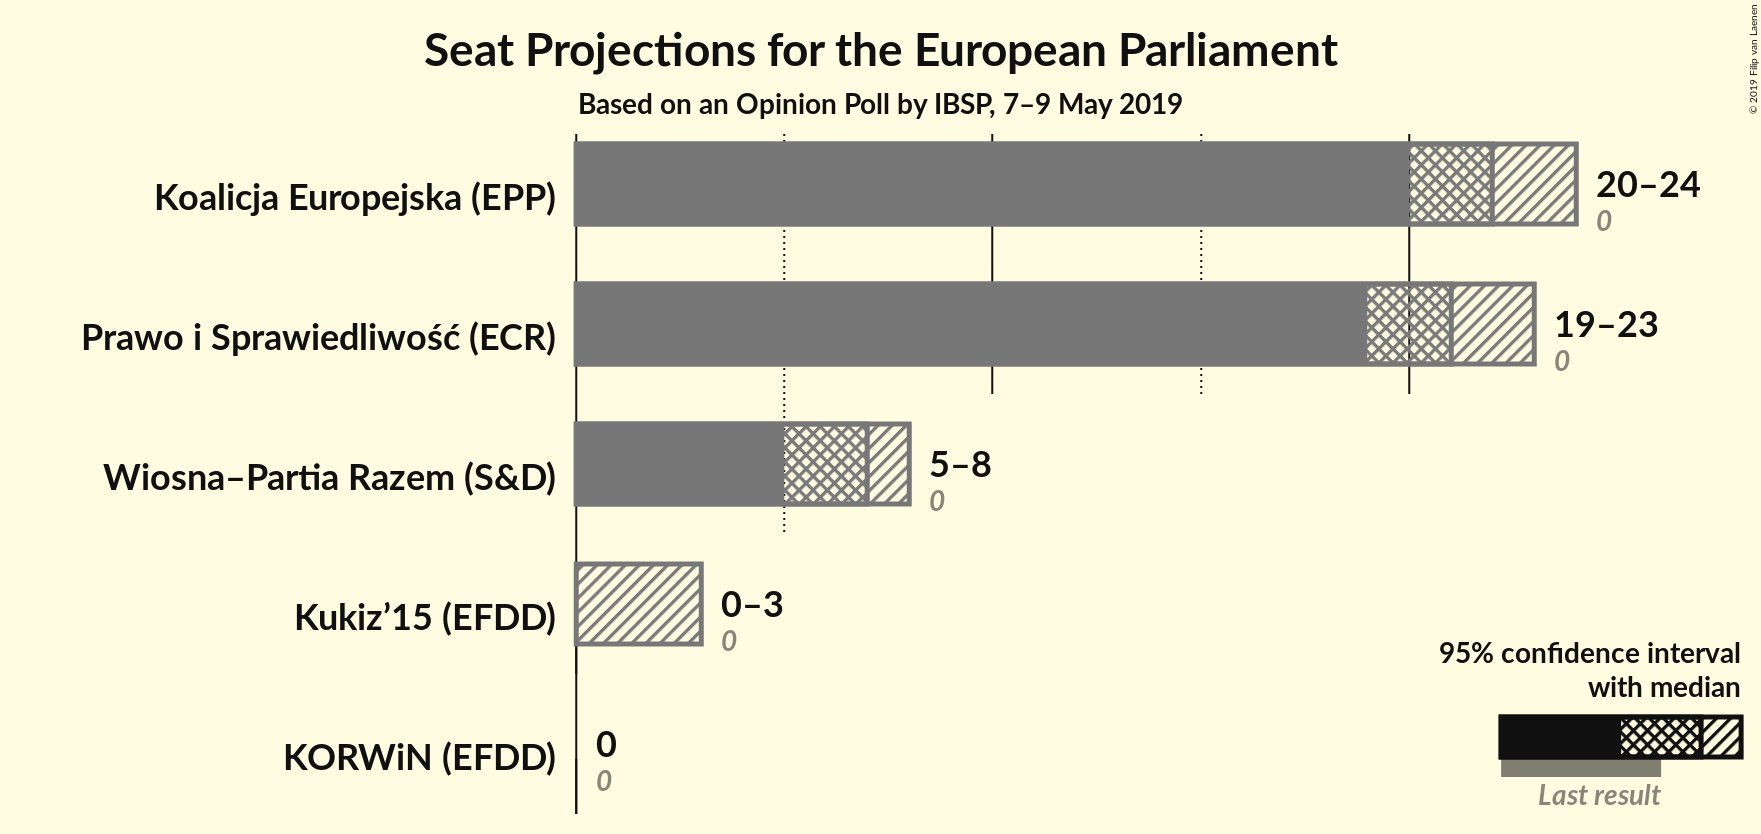 Seat Projections for the European Parliament
Based on an Opinion Poll by IBSP, 7–9 May 2019
© 2019 Filip van Laenen
Koalicja Europejska (EPP)
20–24
0
Prawo i Sprawiedliwość (ECR)
19–23
0
Wiosna–Partia Razem (S&D)
5–8
0
Kukiz’15 (EFDD)
0–3
0
KORWiN (EFDD)
0
0
95% confidence interval
with median
Last result